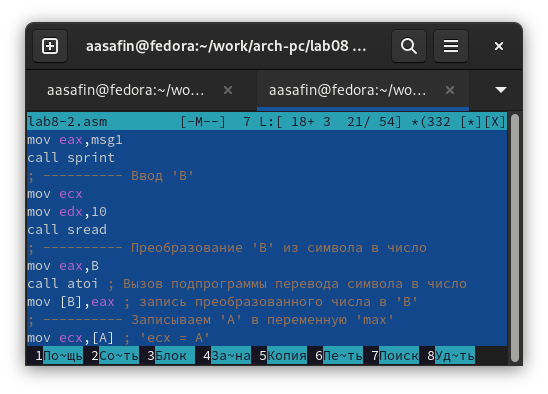 aasafin@fedora:~/work/arch-pc/lab08 ...
aasafin@fedora:~/wo...
aasafin@fedora:~/wo...
lab8-2.asm [-M--] 7 L:[ 18+ 3 21/ 54] *(332 [*][X]
mov eax,msg1
call sprint
; ---------- Ввод 'B'
mov ecx
mov edx,10
call sread
; ---------- Преобразование 'B' из символа в число
mov eax,B
call atoi ; Вызов подпрограммы перевода символа в число
mov [B],eax ; запись преобразованного числа в 'B'
; ---------- Записываем 'A' в переменную 'max'
mov ecx,[A] ; 'ecx = A'
1По~щь 2Со~ть 3Блок 4За~на 5Копия 6Пе~ть 7Поиск 8Уд~ть